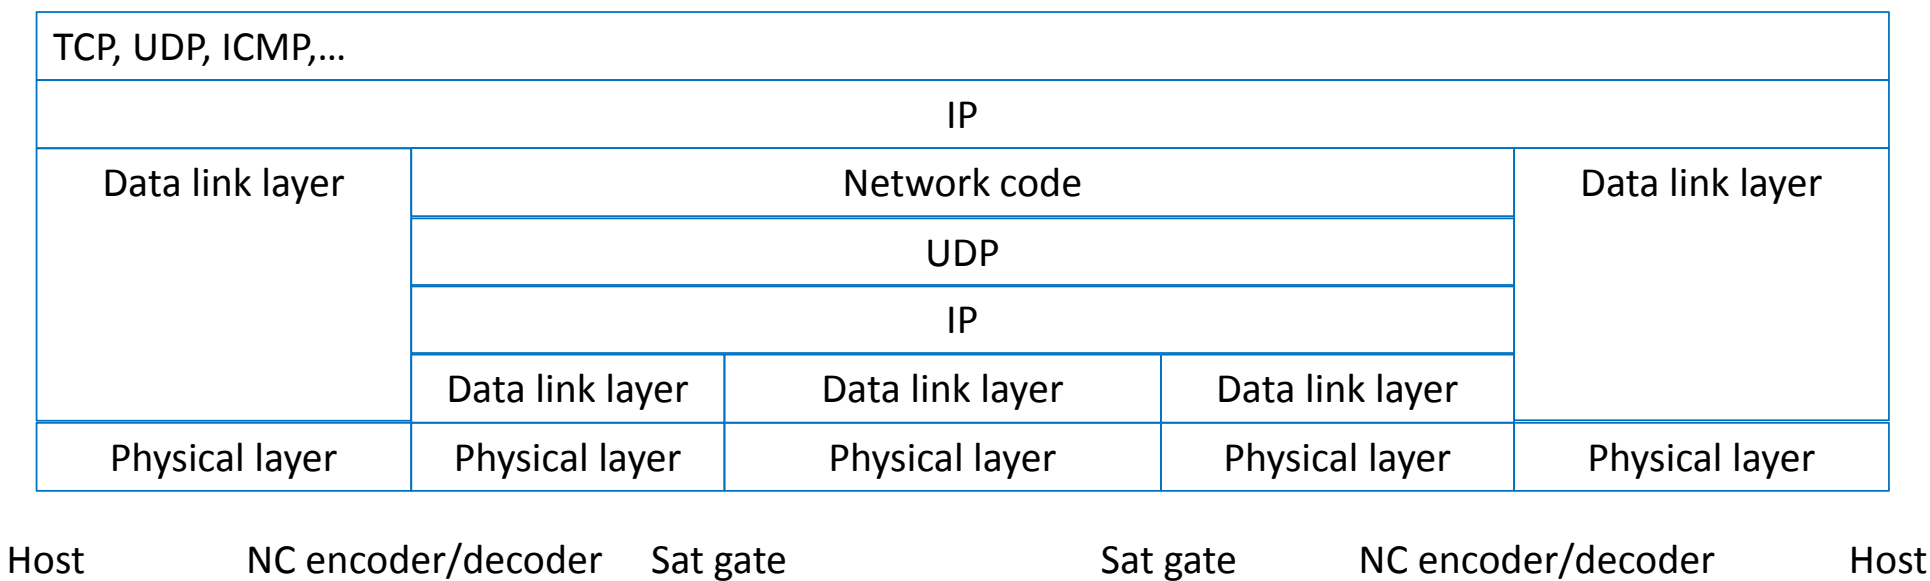 TCP, UDP, ICMP,...
IP
Data link layer Network code Data link layer
UDP
IP
Data link layer Data link layer Data link layer
Physical layer Physical layer Physical layer Physical layer Physical layer
Host NC encoder/decoder Sat gate Sat gate NC encoder/decoder Host